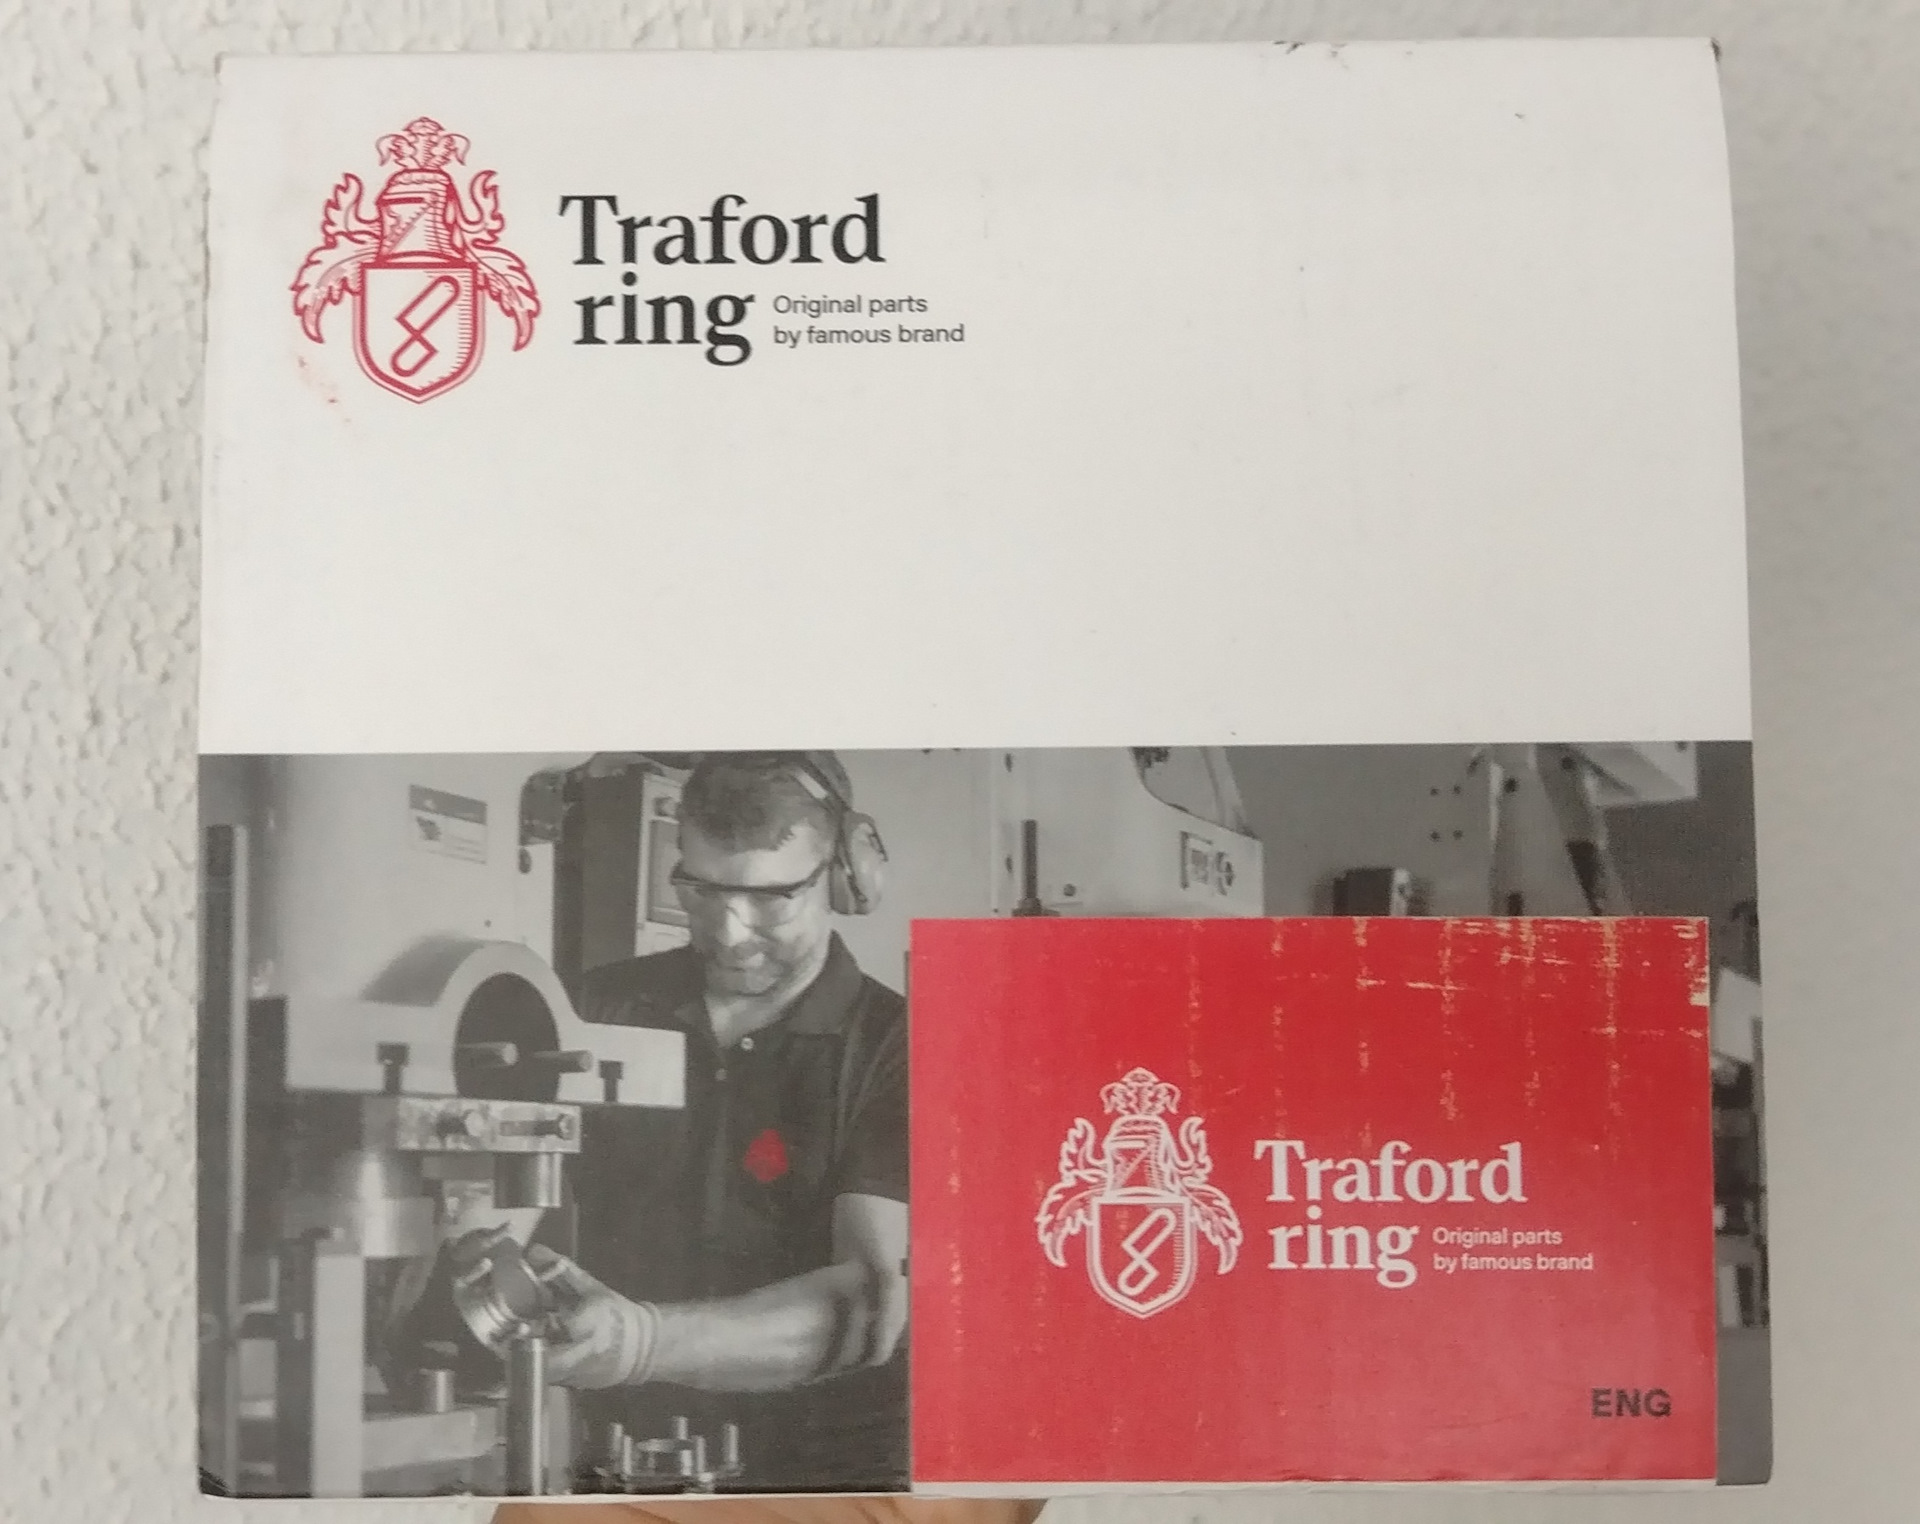 Traford
ring
Original parts
by famous brand
Traford
ring
Original parts
by famous brand
ENG